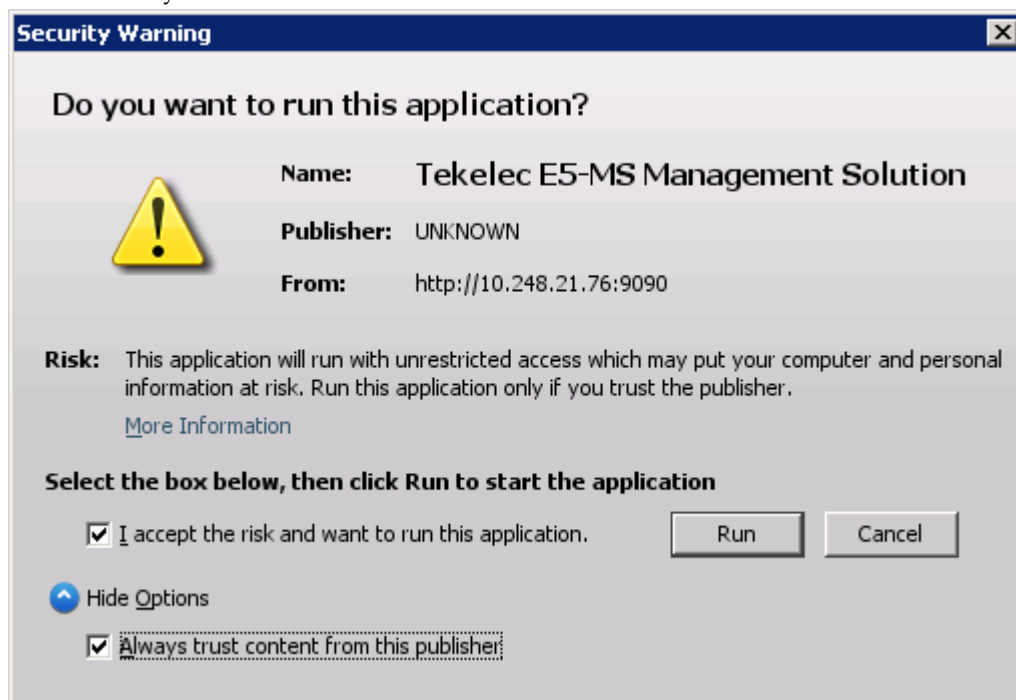 Security Warning
Do you want to run this application?
Name: Tekelec E5-MS Management Solution
Publisher: UNKNOWN
From: http://10.248.21.76:9090
Risk: This application will run with unrestricted access which may put your computer and personal
information at risk. Run this application only if you trust the publisher.
More Information
Select the box below, then click Run to start the application
I accept the risk and want to run this application. Run Cancel
Hide Options
Always trust content from this publisher